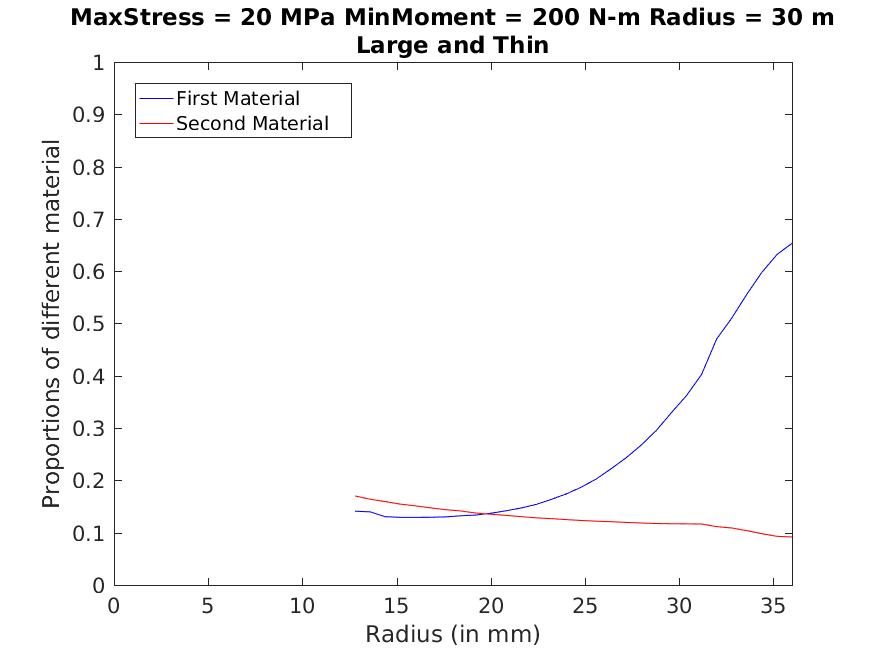 MaxStress = 20 MPa MinMoment = 200 N-m Radius = 30 m
Large and Thin
1
First Material
0.9
Second Material
0.8
0.7
0.6
0.5
0.4
0.3
0.2
0.1
0
Proportions of different material
0 5 10 15 20 25 30 35
Radius (in mm)